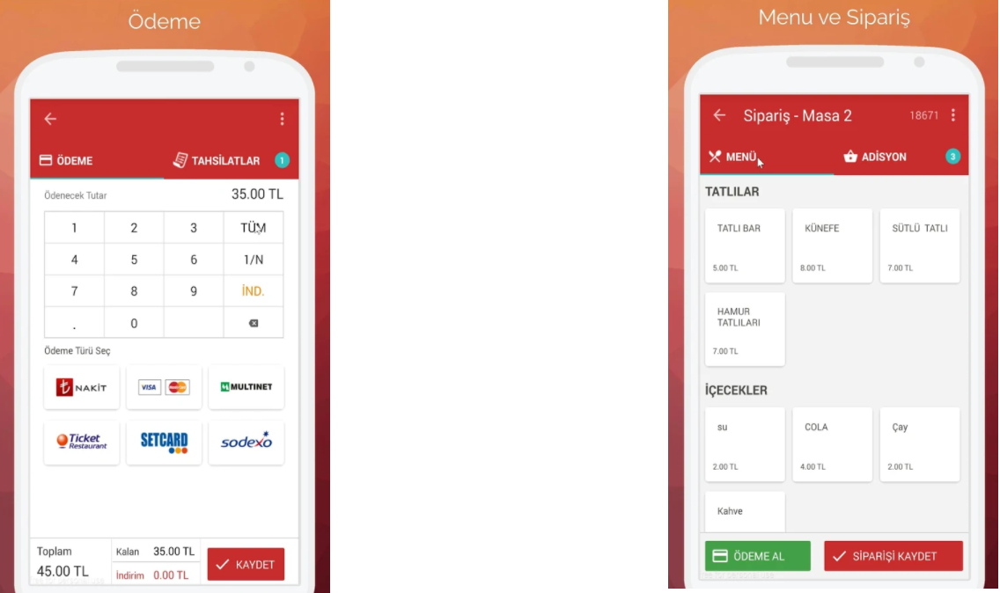 Ödeme
ÖDEME
TAHSİLATLAR
1
Ödenecek Tutar
35.00 TL
1 2 3 TÜM
4 5 6 1/N
7 8 9 İND.
. 0
Ödeme Türü Seç
NAKİT
VISA
MULTINET
Ticket Restaurant
SETCARD
sodexo
Toplam
45.00 TL
Kalan 35.00 TL
İndirim 0.00 TL
KAYDET
Menu ve Sipariş
Sipariş - Masa 2
18671
MENÜ
ADİSYON
3
TATLILAR
TATLI BAR
5.00 TL
KÜNEFE
8.00 TL
SÜTLÜ TATLI
7.00 TL
HAMUR
TATLILARI
7.00 TL
İÇECEKLER
su
2.00 TL
COLA
4.00 TL
Çay
2.00 TL
Kahve
ÖDEME AL
SİPARİŞİ KAYDET